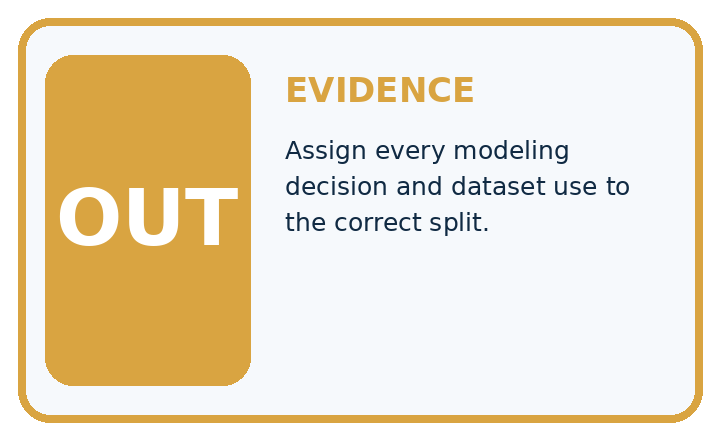 OUT
EVIDENCE
Assign every modeling
decision and dataset use to
the correct split.